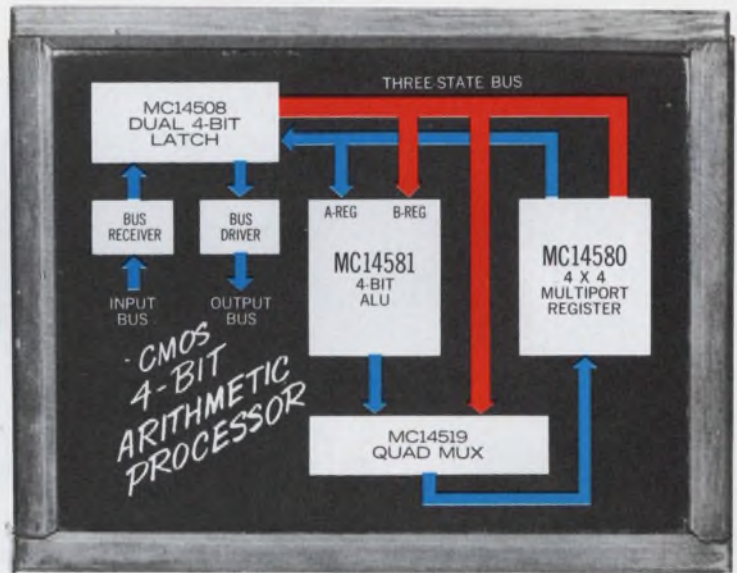 THREE-STATE BUS
MC14508
DUAL 4-BIT
LATCH
BUS
RECEIVER
BUS
DRIVER
INPUT
BUS
OUTPUT
BUS
A-REG
B-REG
MC14581
4-BIT
ALU
MC14580
4 X 4
MULTIPORT
REGISTER
MC14519
QUAD MUX
- CMOS
4-BIT
ARITHMETIC
PROCESSOR